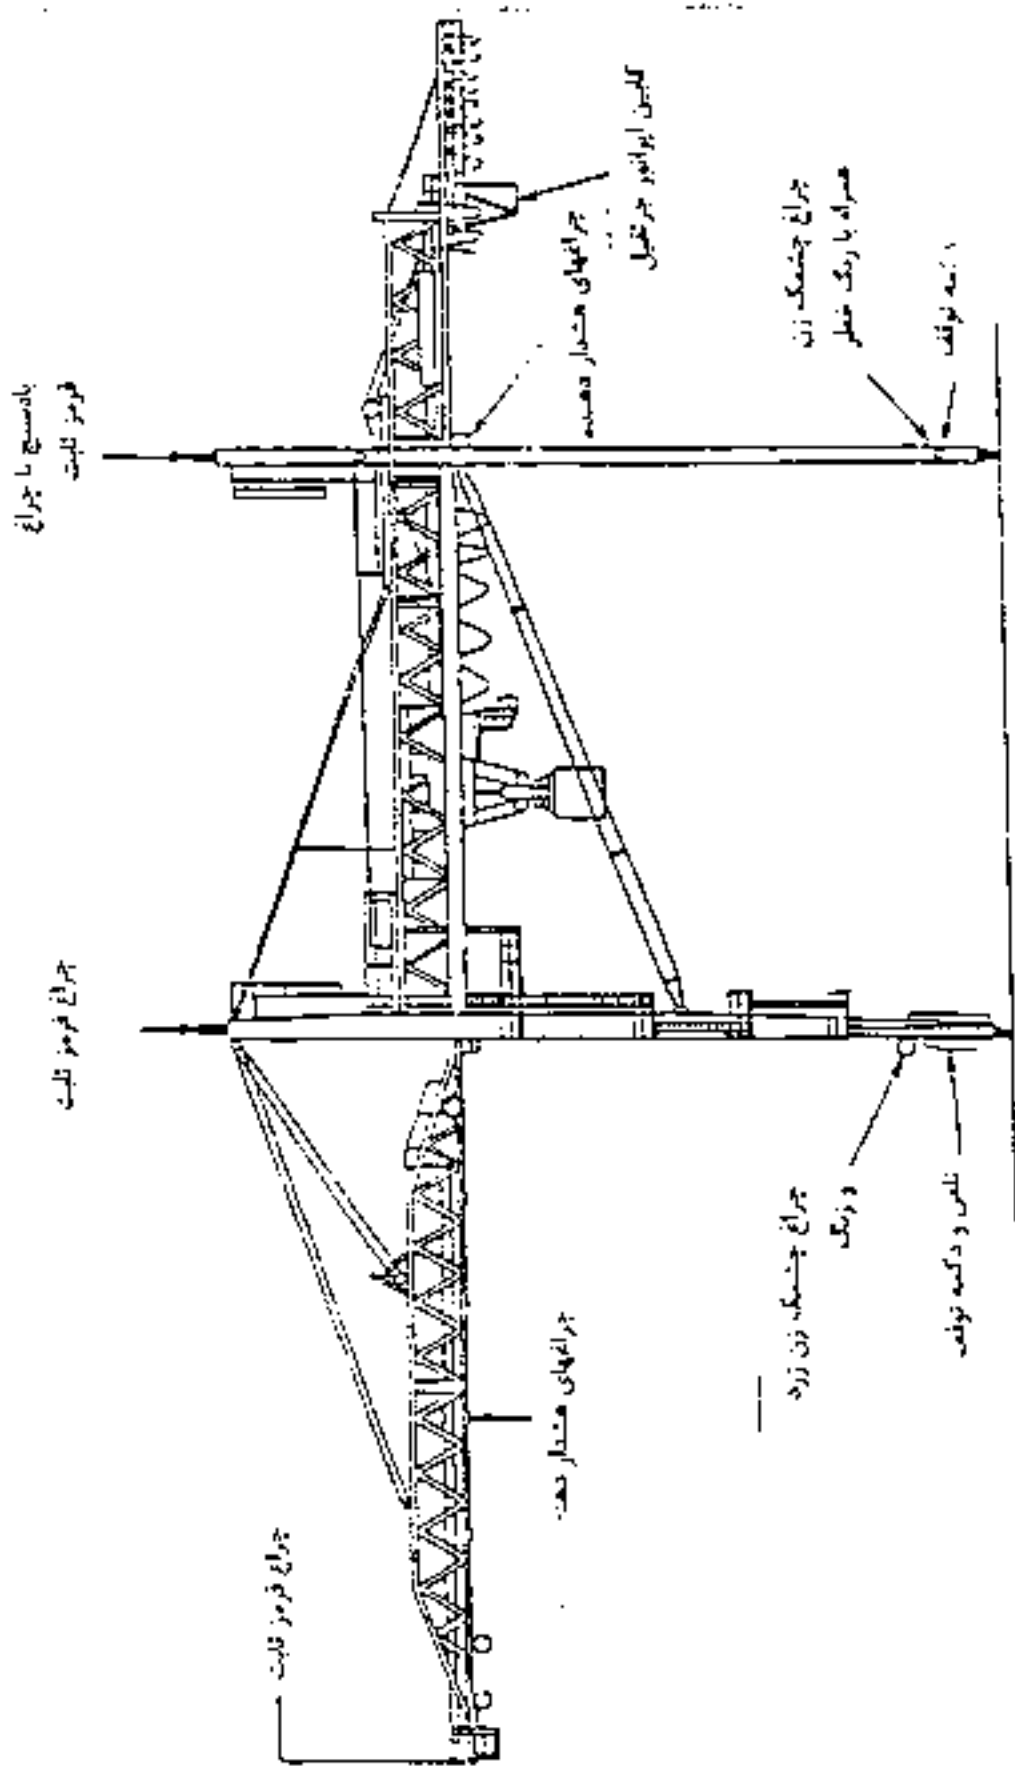 بادسنج با چراغ
قرمز ثابت
چراغ قرمز ثابت
چراغ قرمز ثابت
کابین اپراتور جرثقیل
چراغهای هشدار دهنده
چراغ چشمک زن
همراه با زنگ خطر
دکمه توقف
چراغهای هشدار دهنده
چراغ چشمک زن زرد
و زنگ
تلفن و دکمه توقف